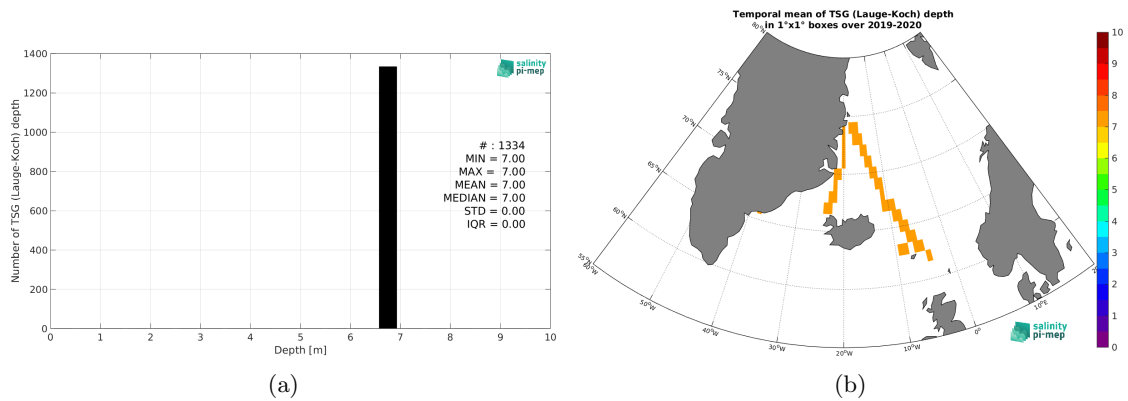 1400
1200
1000
800
600
400
200
0
Number of TSG (Lauge-Koch) depth
0 1 2 3 4 5 6 7 8 9 10
Depth [m]
salinity
pi-mep
# : 1334
MIN = 7.00
MAX = 7.00
MEAN = 7.00
MEDIAN = 7.00
STD = 0.00
IQR = 0.00
(a)
Temporal mean of TSG (Lauge-Koch) depth
in 1°x1° boxes over 2019-2020
80°N
75°N
70°N
65°N
60°N
55°N
60°W
50°W
40°W
30°W
20°W
10°W
0°
10°E
salinity
pi-mep
10
9
8
7
6
5
4
3
2
1
0
(b)